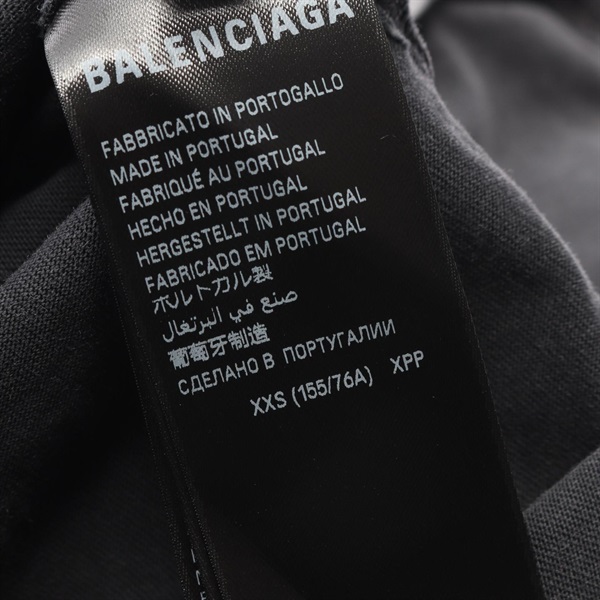 BALENCIAGA
FABBRICATO IN PORTOGALLO
MADE IN PORTUGAL
FABRIQUÉ AU PORTUGAL
HECHO EN PORTUGAL
HERGESTELLT IN PORTUGAL
FABRICADO EM PORTUGAL
ポルトガル製
صنع في البرتغال
葡萄牙制造
СДЕЛАНО В ПОРТУГАЛИИ
XXS (155/76A) XPP